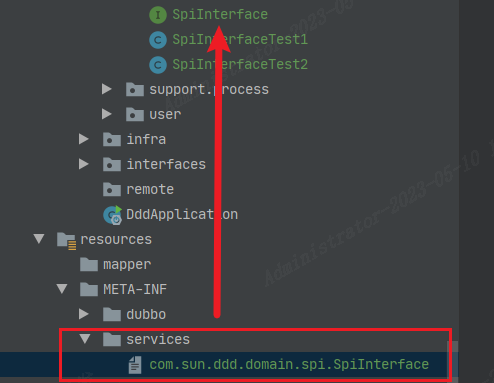 SpiInterface
SpiInterfaceTest1
SpiInterfaceTest2
support.process
user
infra
interfaces
remote
DddApplication
resources
mapper
META-INF
dubbo
services
com.sun.ddd.domain.spi.SpiInterface
Administrator-2023-05-10